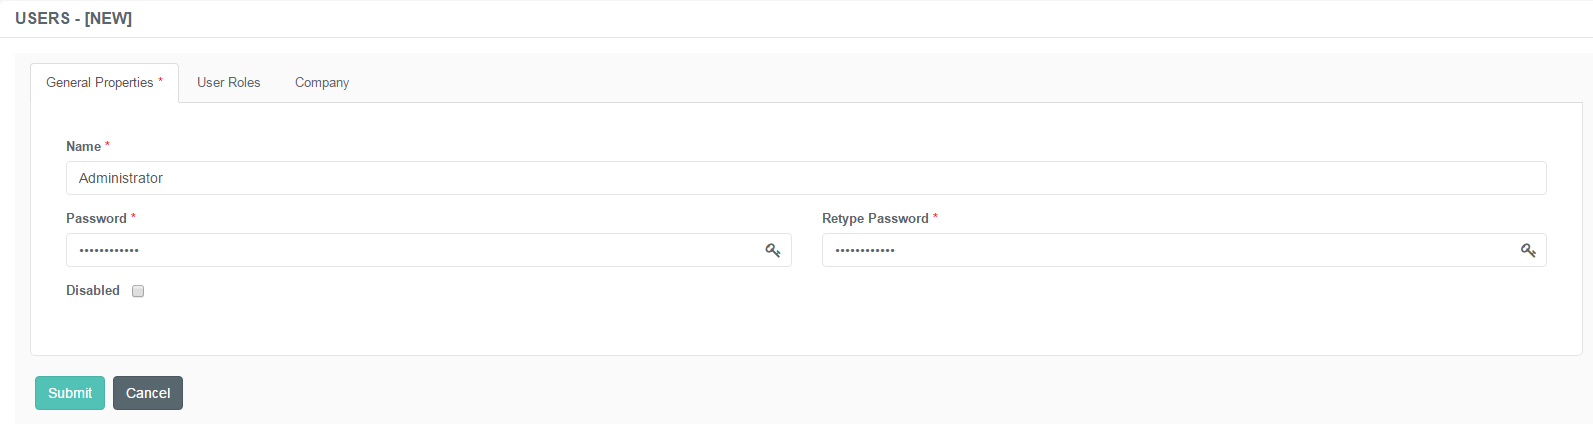 USERS - [NEW]
General Properties * User Roles Company
Name *
Administrator
Password * Retype Password *
•••••••••••• ••••••••••••
Disabled
Submit Cancel